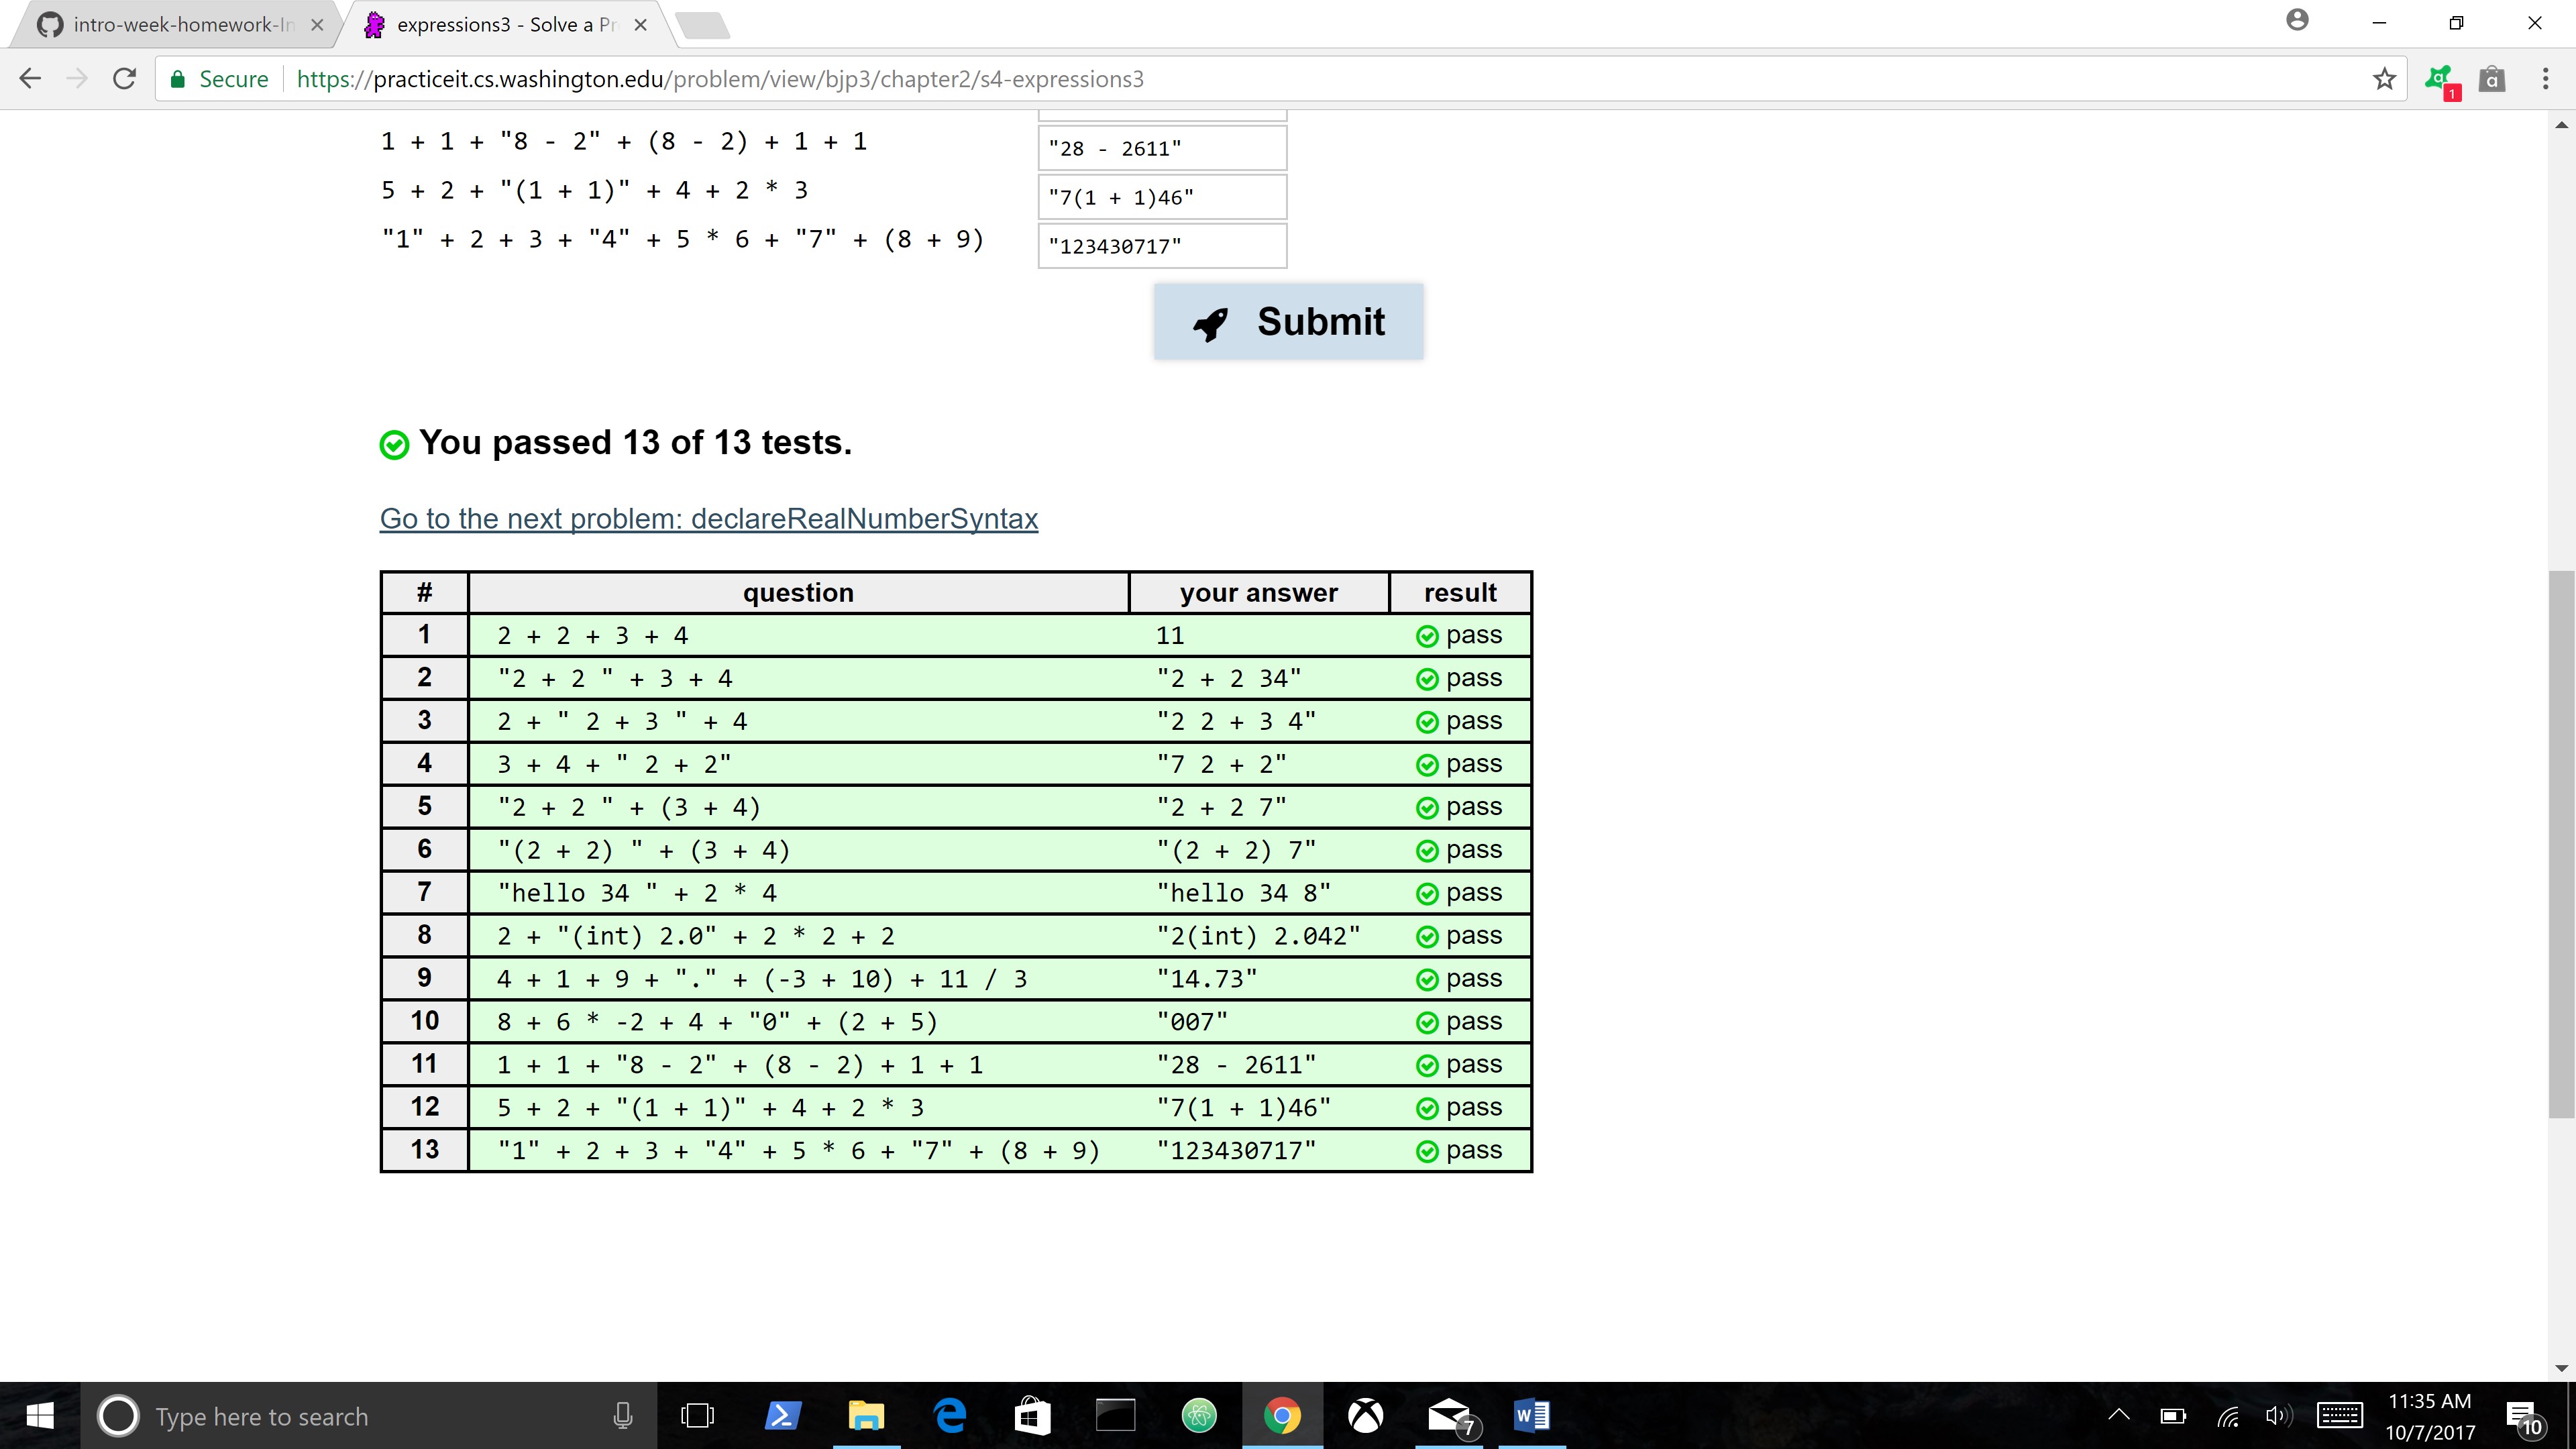 intro-week-homework-In
expressions3 - Solve a Pr
Secure
https://practiceit.cs.washington.edu/problem/view/bjp3/chapter2/s4-expressions3
a
1
a
1 + 1 + "8 - 2" + (8 - 2) + 1 + 1 "28 - 2611"
5 + 2 + "(1 + 1)" + 4 + 2 * 3 "7(1 + 1)46"
"1" + 2 + 3 + "4" + 5 * 6 + "7" + (8 + 9) "123430717"
Submit
You passed 13 of 13 tests.
Go to the next problem: declareRealNumberSyntax
# question your answer result
1 2 + 2 + 3 + 4 11 pass
2 "2 + 2 " + 3 + 4 "2 + 2 34" pass
3 2 + " 2 + 3 " + 4 "2 2 + 3 4" pass
4 3 + 4 + " 2 + 2" "7 2 + 2" pass
5 "2 + 2 " + (3 + 4) "2 + 2 7" pass
6 "(2 + 2) " + (3 + 4) "(2 + 2) 7" pass
7 "hello 34 " + 2 * 4 "hello 34 8" pass
8 2 + "(int) 2.0" + 2 * 2 + 2 "2(int) 2.042" pass
9 4 + 1 + 9 + "." + (-3 + 10) + 11 / 3 "14.73" pass
10 8 + 6 * -2 + 4 + "0" + (2 + 5) "007" pass
11 1 + 1 + "8 - 2" + (8 - 2) + 1 + 1 "28 - 2611" pass
12 5 + 2 + "(1 + 1)" + 4 + 2 * 3 "7(1 + 1)46" pass
13 "1" + 2 + 3 + "4" + 5 * 6 + "7" + (8 + 9) "123430717" pass
Type here to search
7
W
11:35 AM
10/7/2017
10